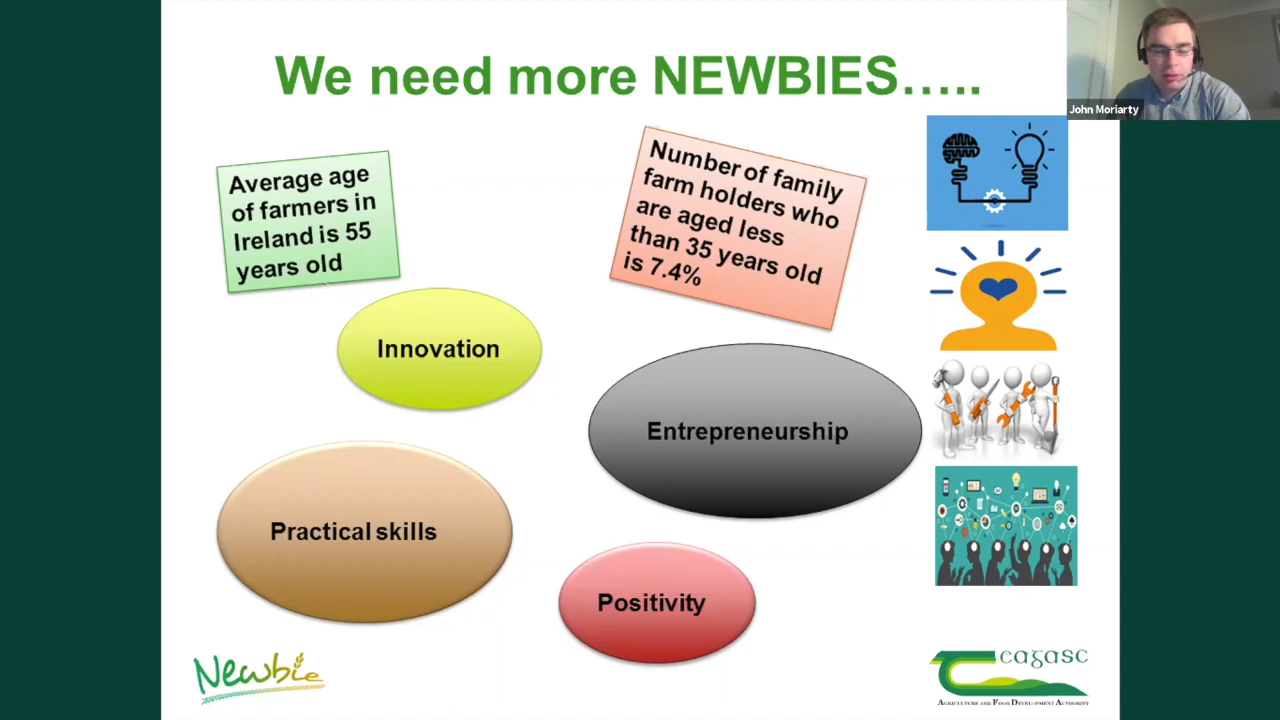 We need more NEWBIES…..
John Moriarty
Average age
of farmers in
Ireland is 55
years old
Number of family
farm holders who
are aged less
than 35 years old
is 7.4%
Innovation
Entrepreneurship
Practical skills
Positivity
Newbie
eagasc
AGRICULTURE AND FOOD DEVELOPMENT AUTHORITY